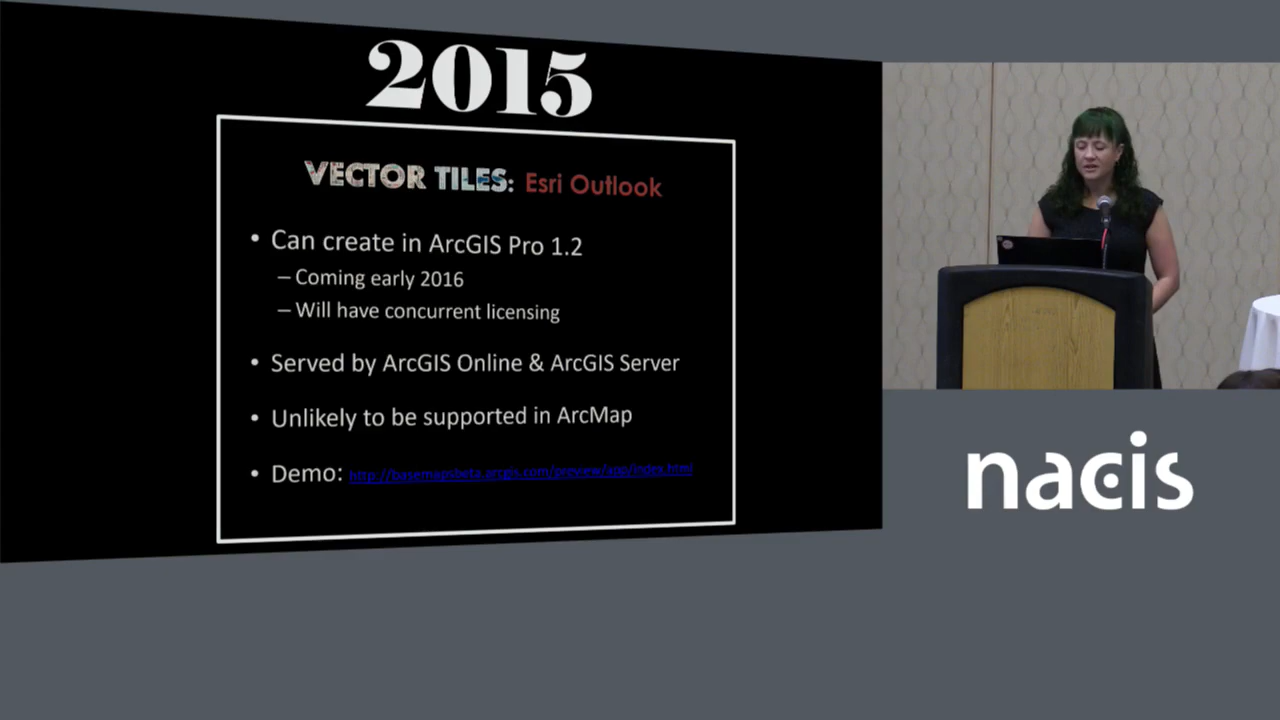 2015
VECTOR TILES: Esri Outlook
• Can create in ArcGIS Pro 1.2
– Coming early 2016
– Will have concurrent licensing
• Served by ArcGIS Online & ArcGIS Server
• Unlikely to be supported in ArcMap
• Demo: http://basemapsbeta.arcgis.com/preview/app/index.html
nacis